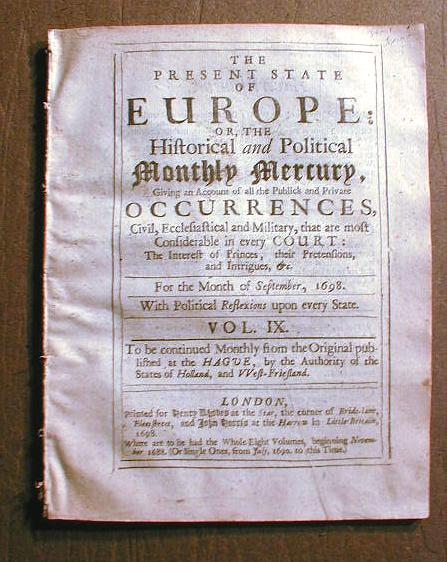 THE
PRESENT STATE
OF
EUROPE:
OR, THE
Hiſtorical and Political
Monthly Mercury,
Giving an Account of all the Publick and Private
OCCURRENCES,
Civil, Eccleſiaſtical and Military, that are moſt
Conſiderable in every COURT:
The Intereſt of Princes, their Pretenſions,
and Intrigues, &c.
For the Month of September, 1698.
With Political Reflexions upon every State.
VOL. IX.
To be continued Monthly from the Original pub-
liſhed at the HAGUE, by the Authority of the
States of Holland, and VVeſt-Frieſland.
LONDON,
Printed for Henry Rhodes at the Star, the corner of Bride-lane,
Fleetſtreet, and John Harris at the Harrow in Little Britain,
1698.
Where are to be had the Whole Eight Volumes, beginning Novem-
ber 1688. (Or Single Ones, from July, 1690. to this Time.)